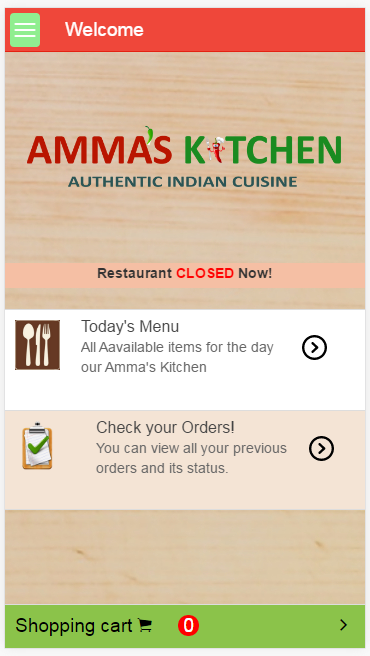 Welcome
AMMA'S KITCHEN
AUTHENTIC INDIAN CUISINE
Restaurant CLOSED Now!
Today's Menu
All Aavailable items for the day
our Amma's Kitchen
Check your Orders!
You can view all your previous
orders and its status.
Shopping cart 0